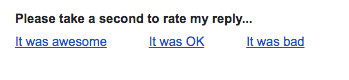 Please take a second to rate my reply...
It was awesome It was OK It was bad